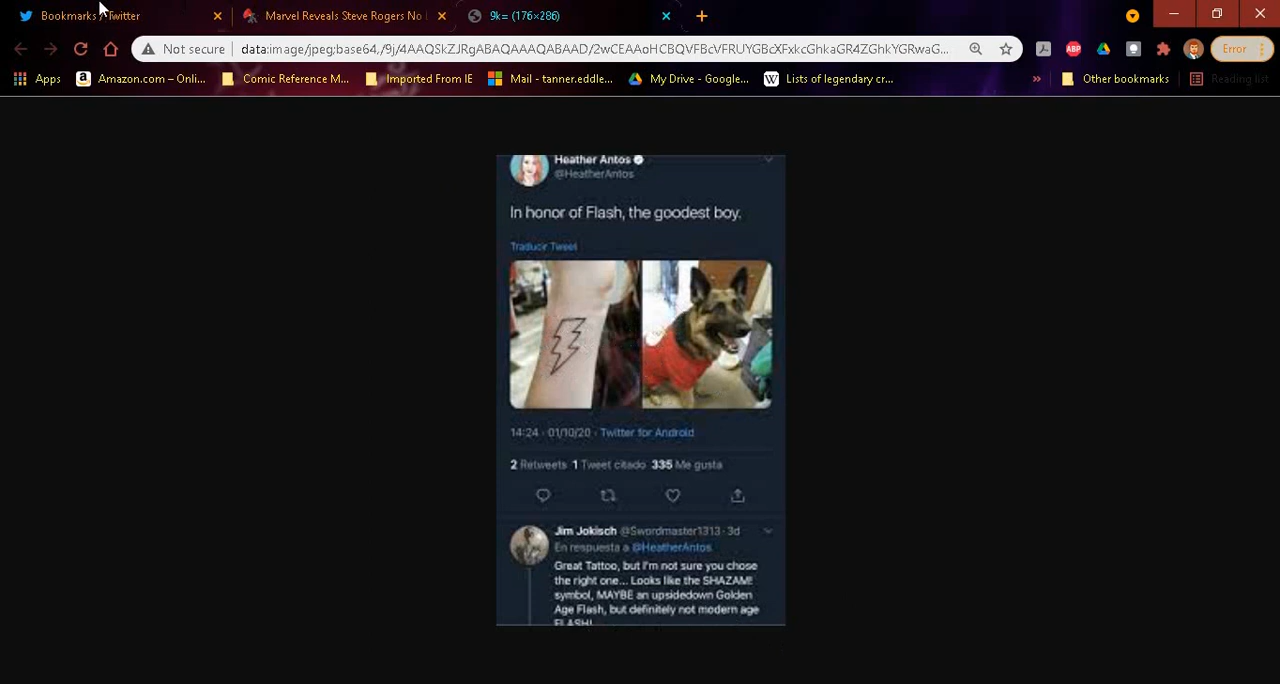 Bookmarks / Twitter
Marvel Reveals Steve Rogers No
9k= (176×286)
Not secure
data:image/jpeg;base64,/9j/4AAQSkZJRgABAQAAAQABAAD/2wCEAAoHCBQVFBcVFRUYGBcXFxkcGhkaGR4ZGhkYGRwaG...
Error
Apps
Amazon.com – Onli...
Comic Reference M...
Imported From IE
Mail - tanner.eddle...
My Drive - Google...
Lists of legendary cr...
»
Other bookmarks
Reading list
Heather Antos
@HeatherAntos
In honor of Flash, the goodest boy.
Traducir Tweet
14:24 · 01/10/20 · Twitter for Android
2 Retweets 1 Tweet citado 335 Me gusta
Jim Jokisch @Swordmaster1313 · 3d
En respuesta a @HeatherAntos
Great Tattoo, but I'm not sure you chose
the right one... Looks like the SHAZAM!
symbol, MAYBE an upsidedown Golden
Age Flash, but definitely not modern age
FLASH!